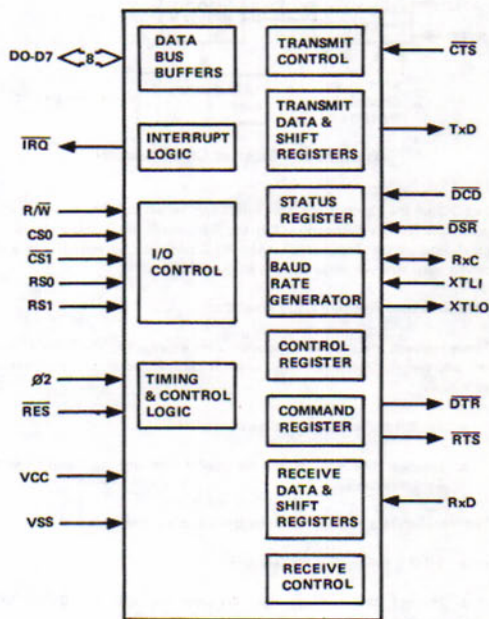 DATA
BUS
BUFFERS
INTERRUPT
LOGIC
I/O
CONTROL
TIMING
& CONTROL
LOGIC
TRANSMIT
CONTROL
TRANSMIT
DATA &
SHIFT
REGISTERS
STATUS
REGISTER
BAUD
RATE
GENERATOR
CONTROL
REGISTER
COMMAND
REGISTER
RECEIVE
DATA &
SHIFT
REGISTERS
RECEIVE
CONTROL
DO-D7
8
IRQ
R/W
CS0
CS1
RS0
RS1
Ø2
RES
VCC
VSS
CTS
TxD
DCD
DSR
RxC
XTLI
XTLO
DTR
RTS
RxD